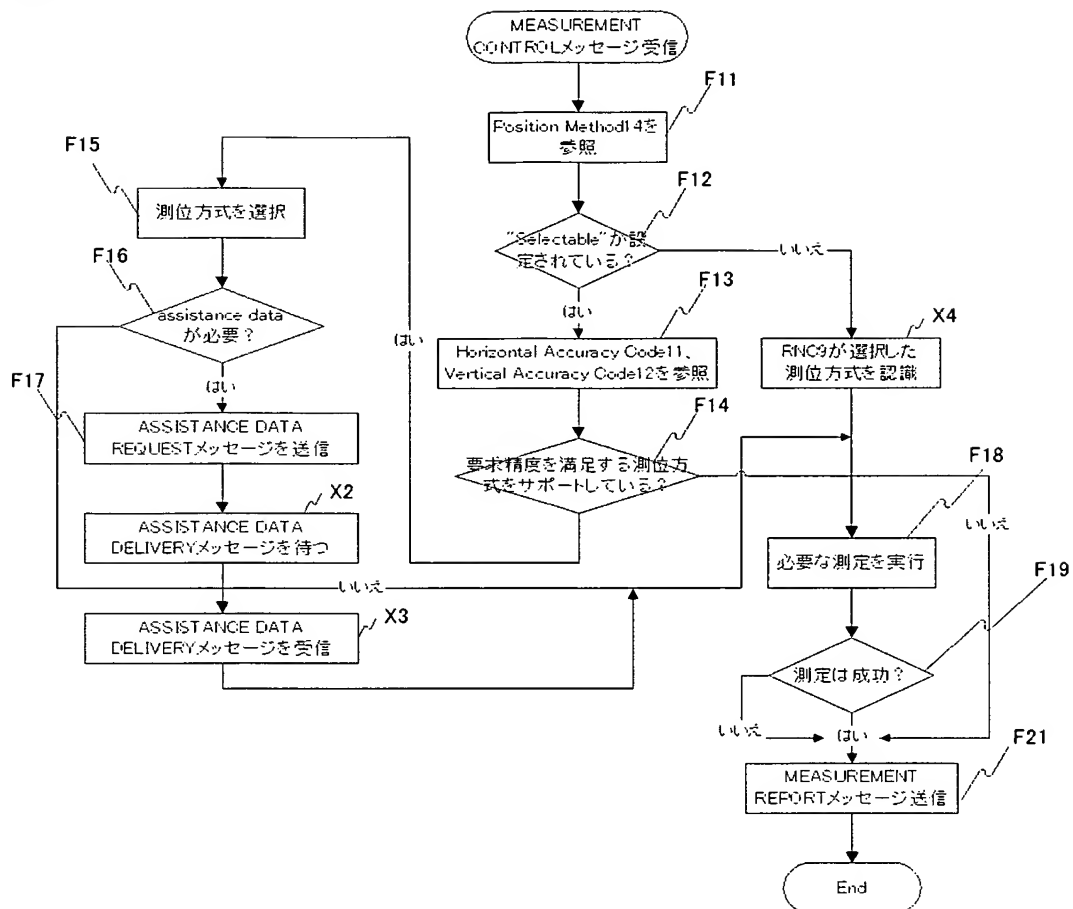 MEASUREMENT
CONTROLメッセージ受信
F11
Position Method14を
参照
F12
"Selectable"が設
定されている?
いいえ
はい
F13
Horizontal Accuracy Code11、
Vertical Accuracy Code12を参照
F14
要求精度を満足する測位方
式をサポートしている?
はい
いいえ
F15
測位方式を選択
F16
assistance data
が必要?
はい
いいえ
F17
ASSISTANCE DATA
REQUESTメッセージを送信
X2
ASSISTANCE DATA
DELIVERYメッセージを待つ
X3
ASSISTANCE DATA
DELIVERYメッセージを受信
X4
RNC9が選択した
測位方式を認識
F18
必要な測定を実行
F19
測定は成功?
いいえ
はい
F21
MEASUREMENT
REPORTメッセージ送信
End